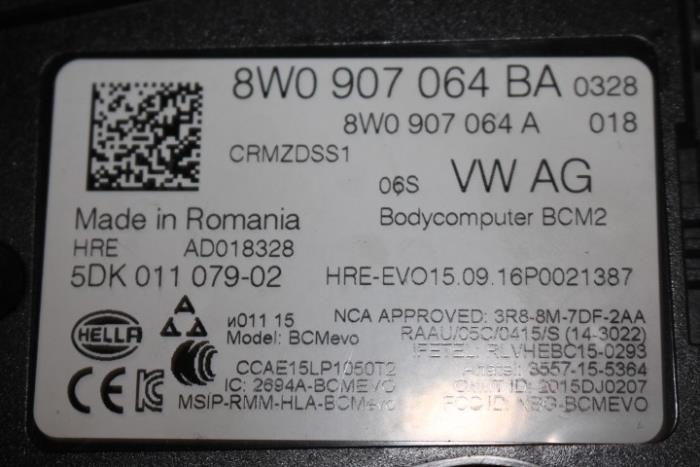 8W0 907 064 BA 0328
8W0 907 064 A 018
CRMZDSS1
06S VW AG
Made in Romania Bodycomputer BCM2
HRE AD018328
5DK 011 079-02 HRE-EVO15.09.16P0021387
HELLA
и011 15 NCA APPROVED: 3R8-8M-7DF-2AA
Model: BCMevo RAAU/05C/0415/S (14-3022)
IFETEL: RLVHEBC15-0293
CCAE15LP1050T2 Anatel: 3557-15-5364
IC: 2694A-BCMEVO CNUT ID: 2015DJ0207
MSIP-RMM-HLA-BCMevo FCC ID: NBG-BCMEVO